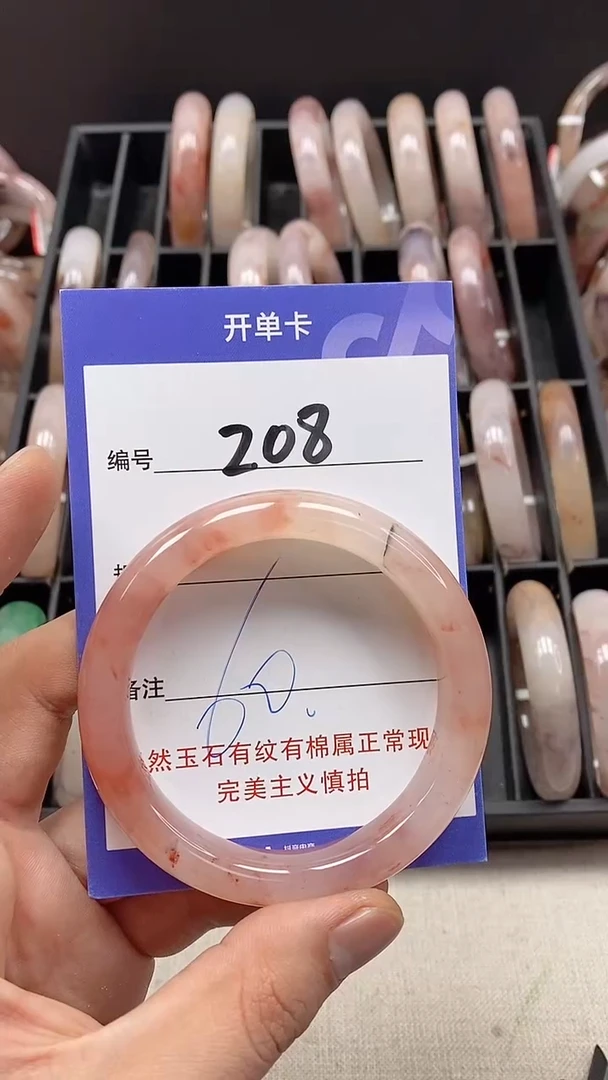 开单卡
编号 208
60.
备注
然玉石有纹有棉属正常现
完美主义慎拍